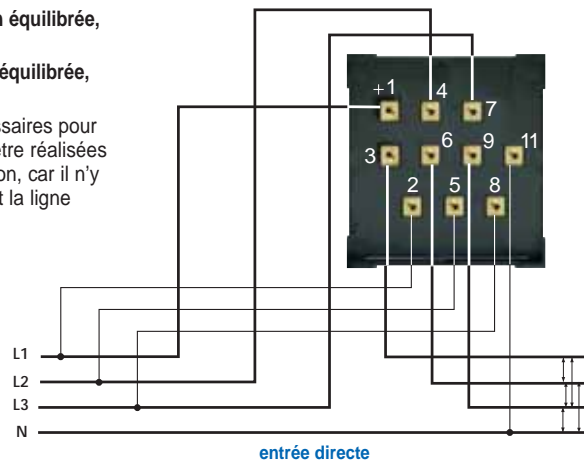 n équilibrée,
équilibrée,
ssaires pour
être réalisées
on, car il n'y
t la ligne
+1
4
7
3
6
9
11
2
5
8
L1
L2
L3
N
entrée directe